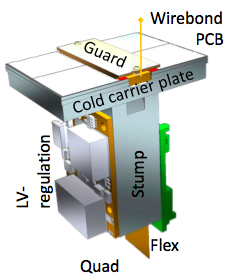 Wirebond
PCB
Guard
Cold carrier plate
LV-
regulation
Stump
Flex
Quad